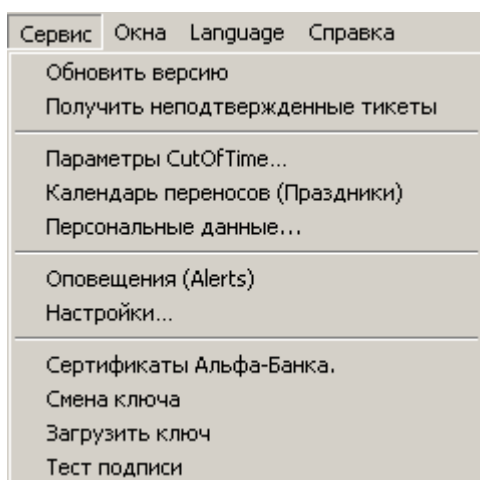 Сервис Окна Language Справка
Обновить версию
Получить неподтвержденные тикеты
Параметры CutOfTime...
Календарь переносов (Праздники)
Персональные данные...
Оповещения (Alerts)
Настройки...
Сертификаты Альфа-Банка.
Смена ключа
Загрузить ключ
Тест подписи